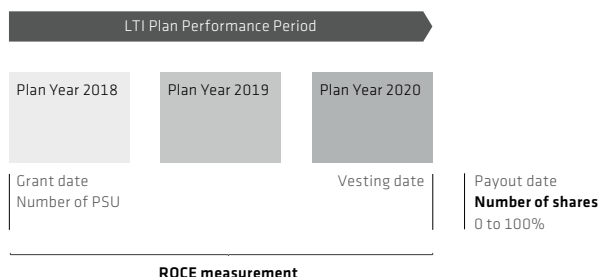 LTI Plan Performance Period
Plan Year 2018
Plan Year 2019
Plan Year 2020
Grant date
Number of PSU
Vesting date
Payout date
Number of shares
0 to 100%
ROCE measurement